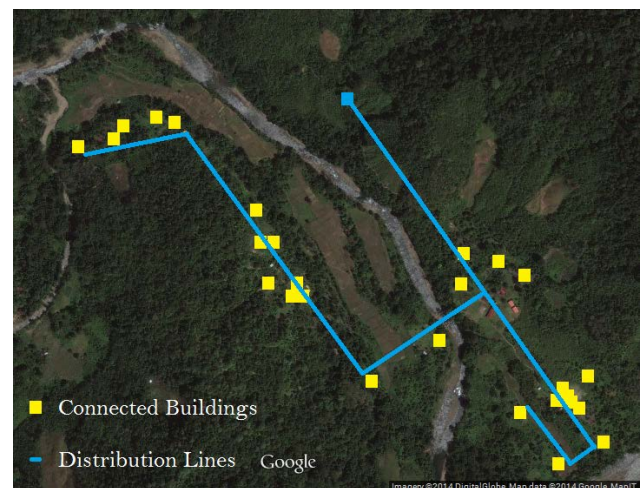 Connected Buildings
Distribution Lines Google
Imagery ©2014 DigitalGlobe Map data ©2014 Google MapIT